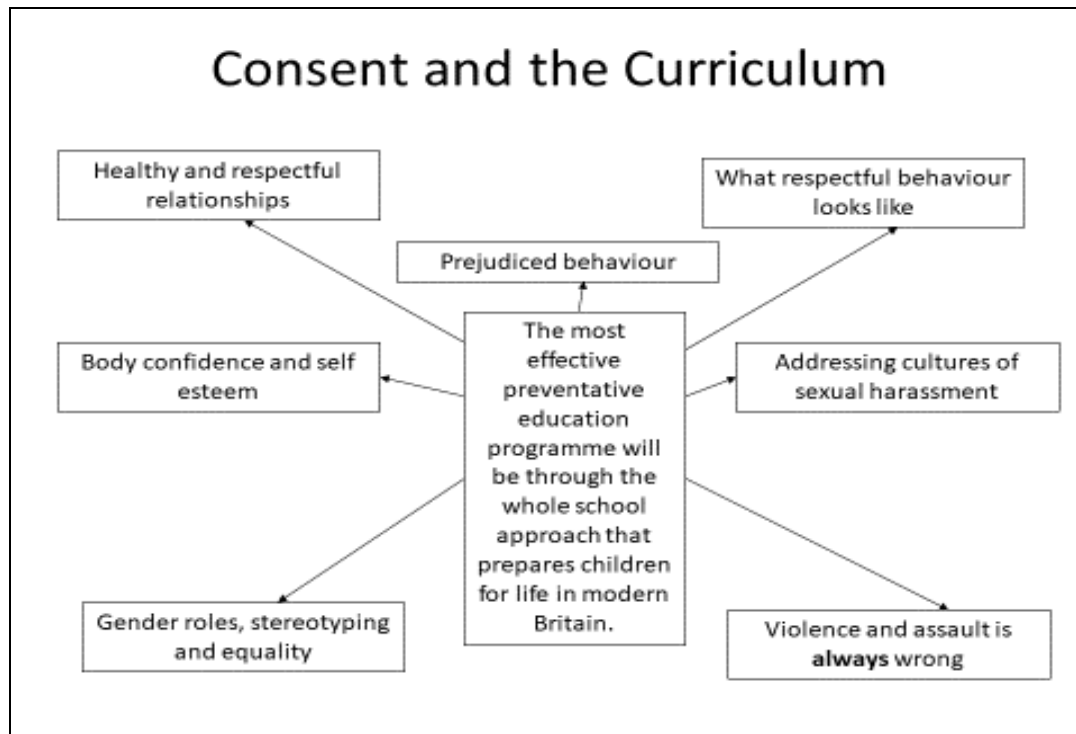 Consent and the Curriculum
Healthy and respectful
relationships
What respectful behaviour
looks like
Prejudiced behaviour
The most
effective
preventative
education
programme will
be through the
whole school
approach that
prepares children
for life in modern
Britain.
Body confidence and self
esteem
Addressing cultures of
sexual harassment
Gender roles, stereotyping
and equality
Violence and assault is
always wrong